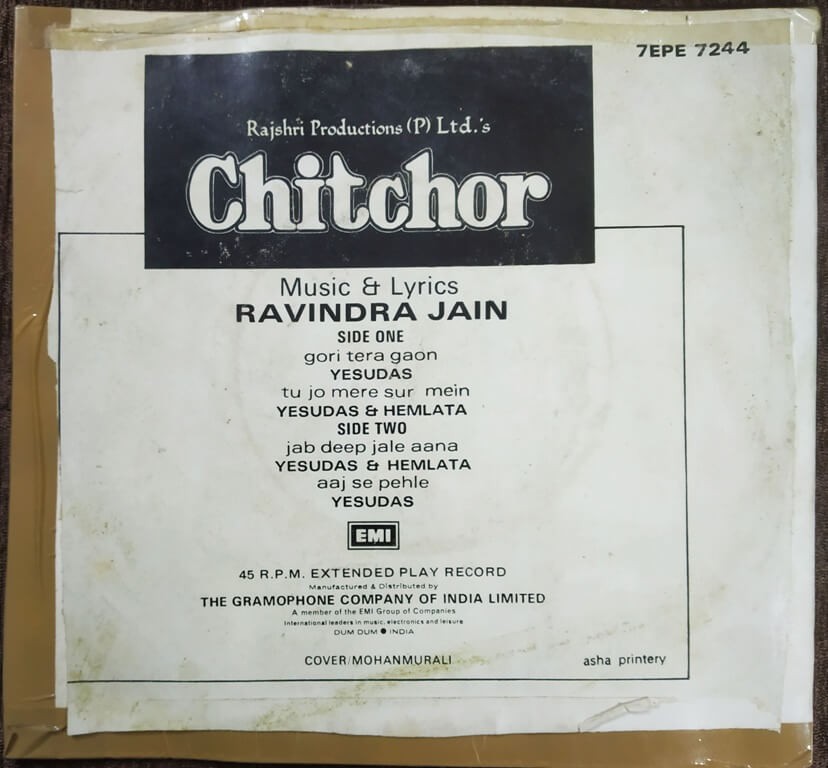 7EPE 7244
Rajshri Productions (P) Ltd.'s
Chitchor
Music & Lyrics
RAVINDRA JAIN
SIDE ONE
gori tera gaon
YESUDAS
tu jo mere sur mein
YESUDAS & HEMLATA
SIDE TWO
jab deep jale aana
YESUDAS & HEMLATA
aaj se pehle
YESUDAS
EMI
45 R.P.M. EXTENDED PLAY RECORD
Manufactured & Distributed by
THE GRAMOPHONE COMPANY OF INDIA LIMITED
A member of the EMI Group of Companies
International leaders in music, electronics and leisure
DUM DUM ● INDIA
COVER/MOHANMURALI
asha printery